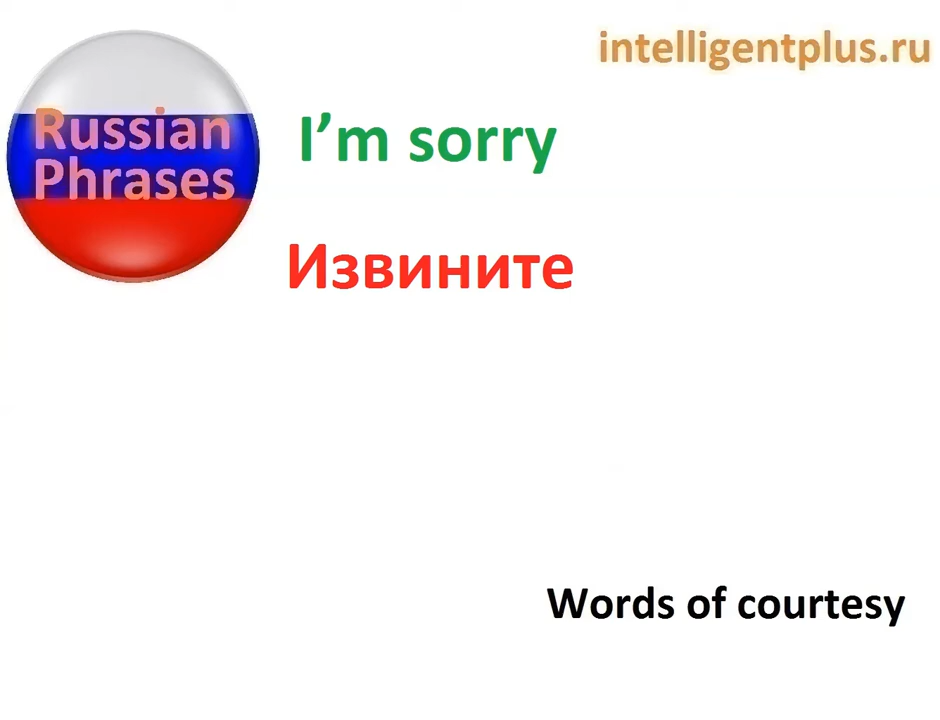 intelligentplus.ru
Russian
Phrases
I’m sorry
Извините
Words of courtesy